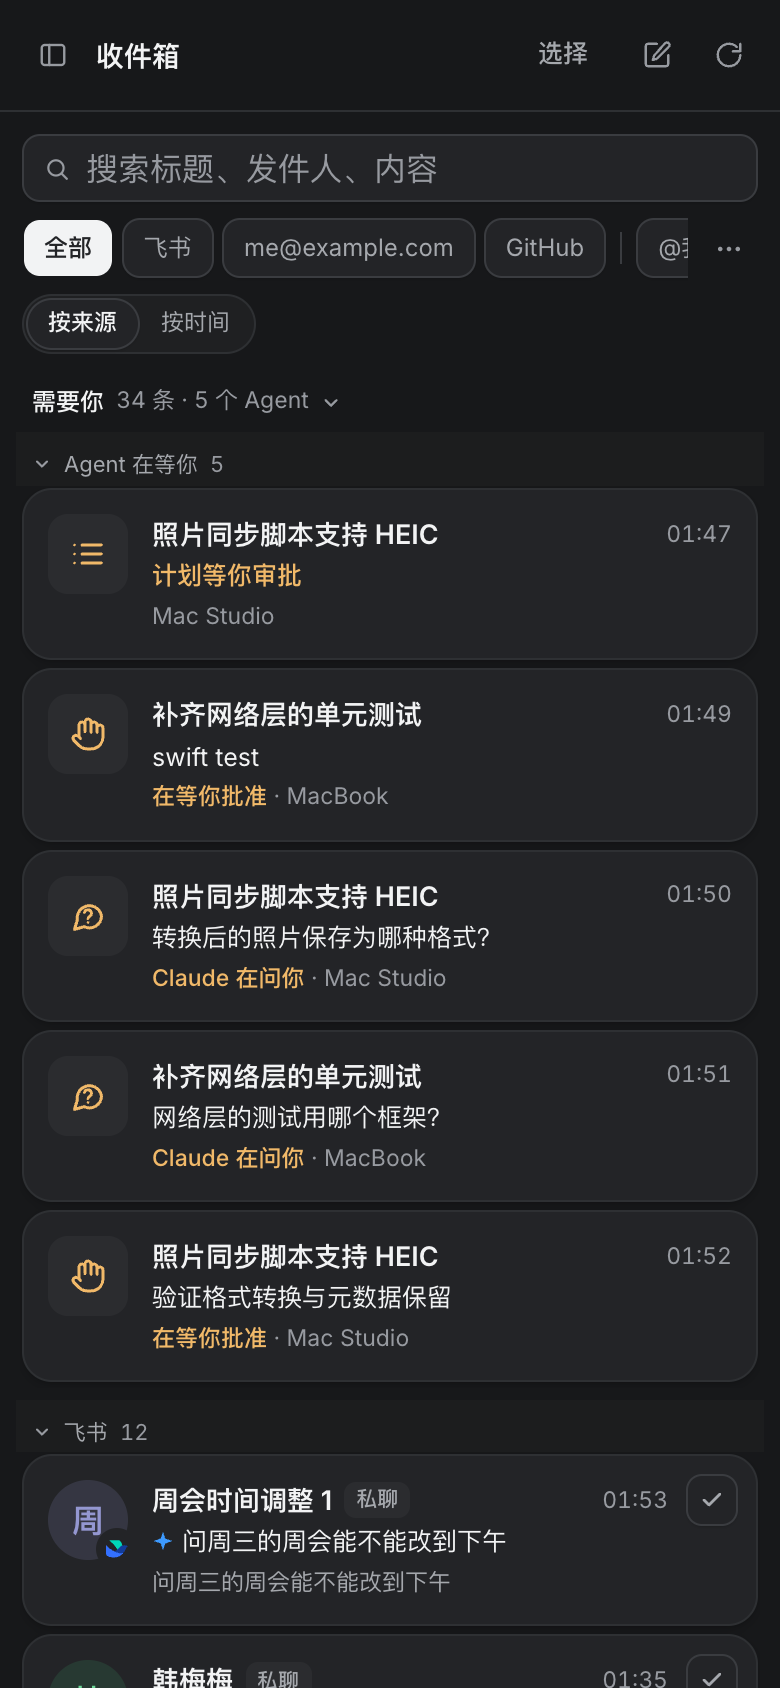 收件箱
选择
搜索标题、发件人、内容
全部 飞书 me@example.com GitHub @
按来源 按时间
需要你 34 条 · 5 个 Agent
Agent 在等你 5
照片同步脚本支持 HEIC 01:47
计划等你审批
Mac Studio
补齐网络层的单元测试 01:49
swift test
在等你批准 · MacBook
照片同步脚本支持 HEIC 01:50
转换后的照片保存为哪种格式?
Claude 在问你 · Mac Studio
补齐网络层的单元测试 01:51
网络层的测试用哪个框架?
Claude 在问你 · MacBook
照片同步脚本支持 HEIC 01:52
验证格式转换与元数据保留
在等你批准 · Mac Studio
飞书 12
周
周会时间调整 1 私聊 01:53
问周三的周会能不能改到下午
问周三的周会能不能改到下午
韩梅梅 私聊 01:35